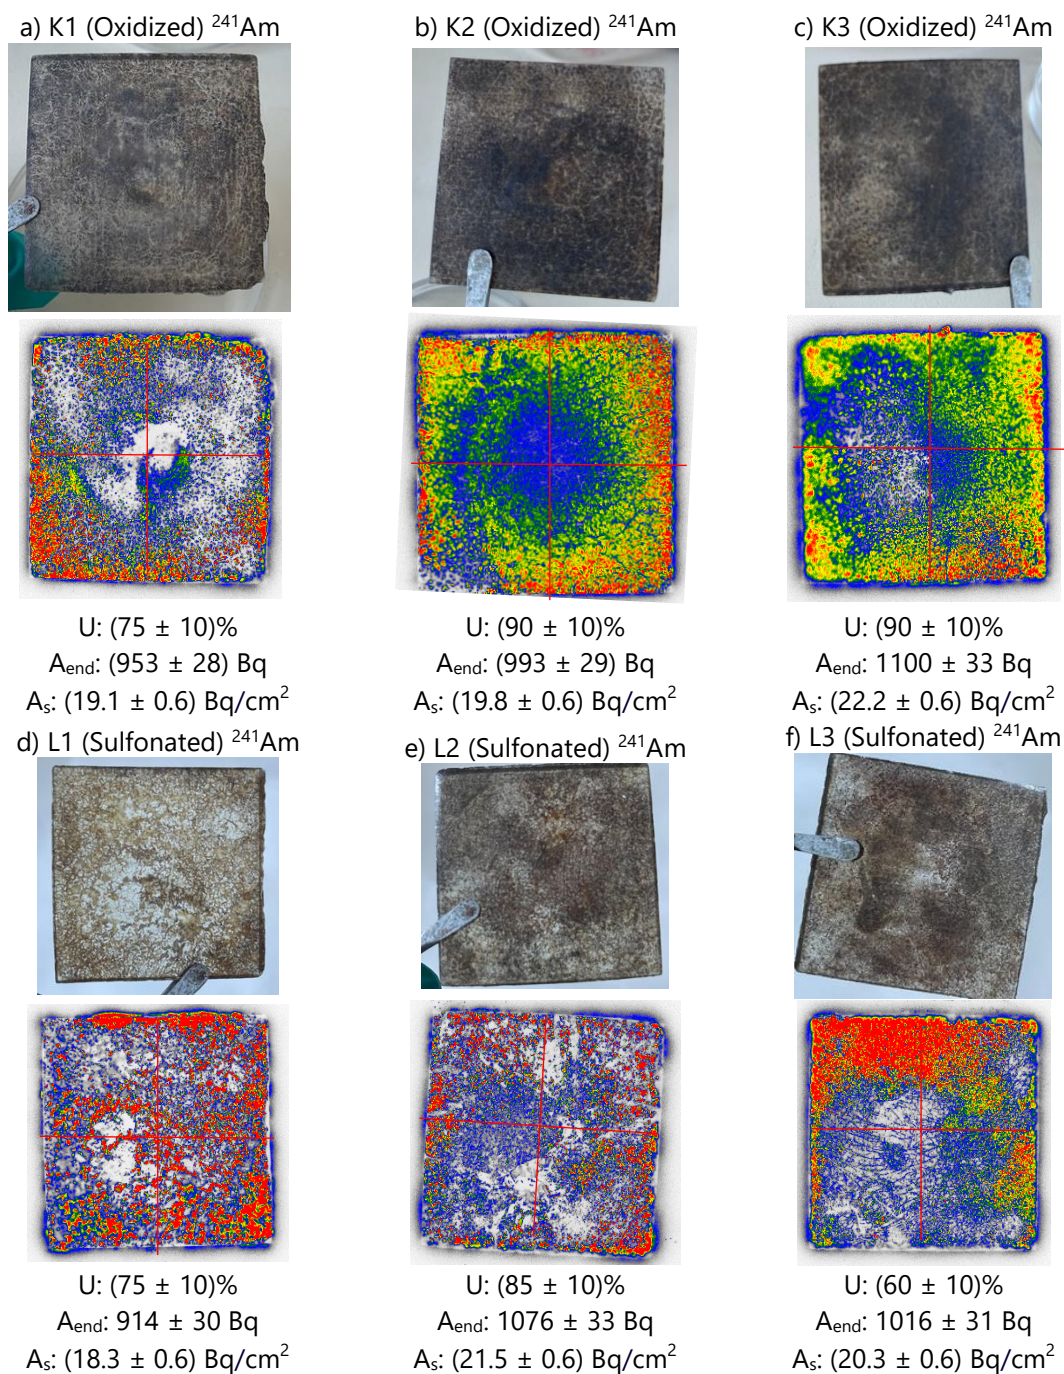 a) K1 (Oxidized) ²⁴¹Am
b) K2 (Oxidized) ²⁴¹Am
c) K3 (Oxidized) ²⁴¹Am
U: (75 ± 10)%
A_end: (953 ± 28) Bq
A_s: (19.1 ± 0.6) Bq/cm²
U: (90 ± 10)%
A_end: (993 ± 29) Bq
A_s: (19.8 ± 0.6) Bq/cm²
U: (90 ± 10)%
A_end: 1100 ± 33 Bq
A_s: (22.2 ± 0.6) Bq/cm²
d) L1 (Sulfonated) ²⁴¹Am
e) L2 (Sulfonated) ²⁴¹Am
f) L3 (Sulfonated) ²⁴¹Am
U: (75 ± 10)%
A_end: 914 ± 30 Bq
A_s: (18.3 ± 0.6) Bq/cm²
U: (85 ± 10)%
A_end: 1076 ± 33 Bq
A_s: (21.5 ± 0.6) Bq/cm²
U: (60 ± 10)%
A_end: 1016 ± 31 Bq
A_s: (20.3 ± 0.6) Bq/cm²